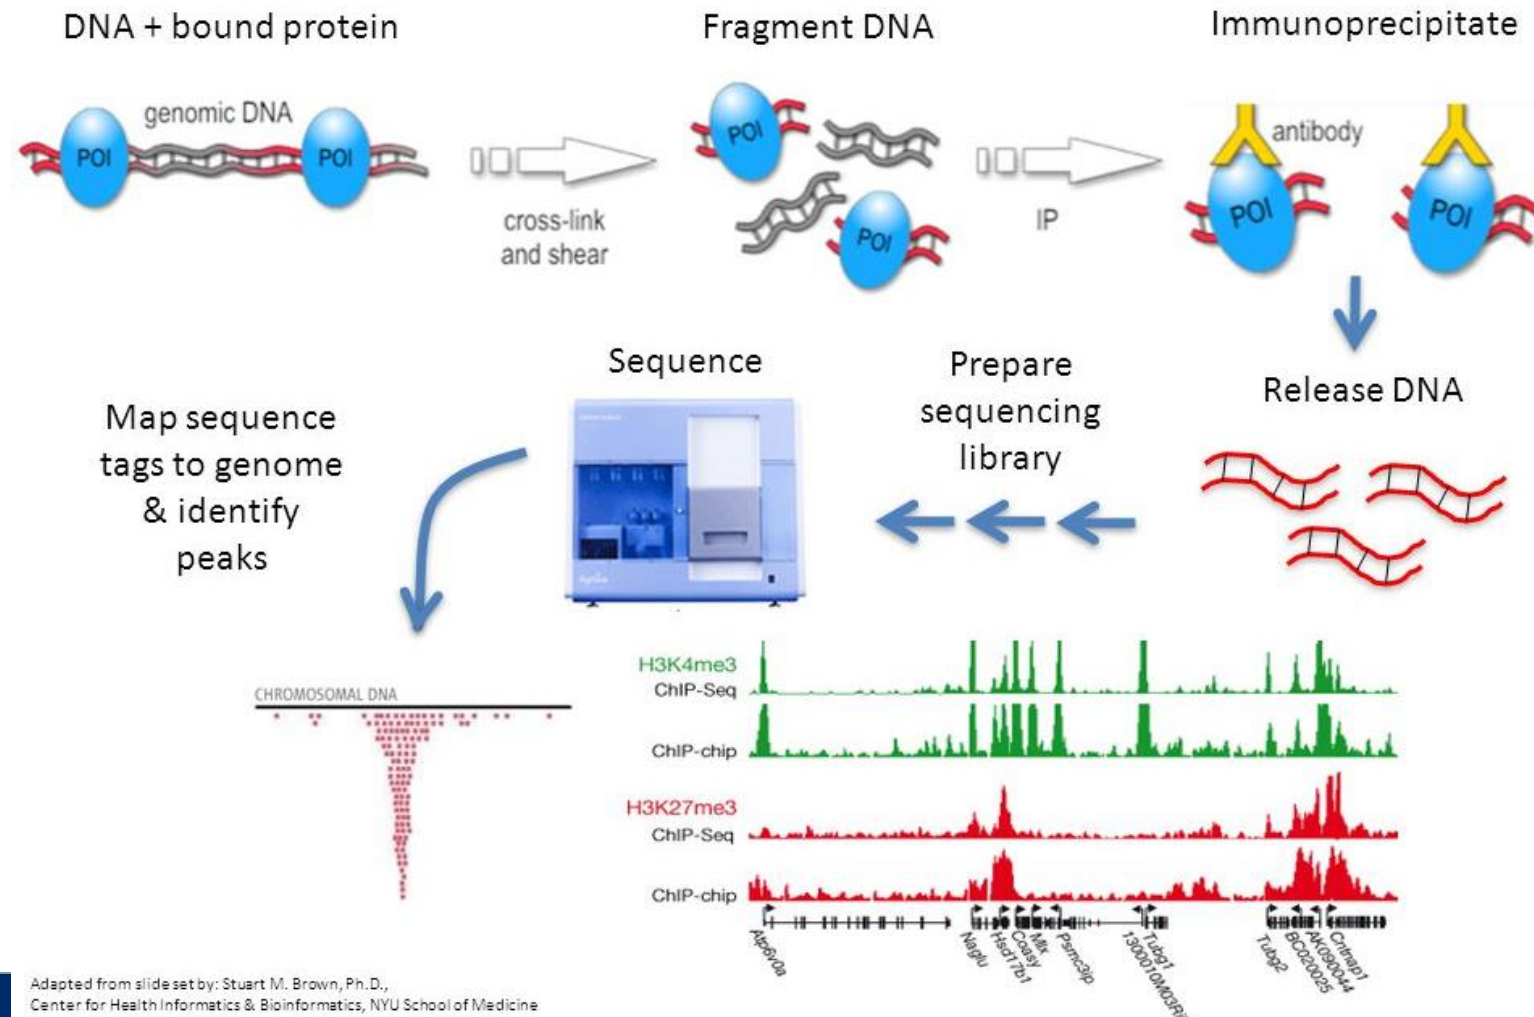 DNA + bound protein
Fragment DNA
Immunoprecipitate
genomic DNA
POI
POI
cross-link
and shear
POI
POI
IP
antibody
POI
POI
Release DNA
Prepare
sequencing
library
Sequence
Map sequence
tags to genome
& identify
peaks
CHROMOSOMAL DNA
H3K4me3
ChIP-Seq
ChIP-chip
H3K27me3
ChIP-Seq
ChIP-chip
Atp6v0a
Naglu
Hsd17b1
Coasy
Mlx
Psmc3ip
Tubg1
Tubg2
BC020025
AK090044
Cntnap1
Adapted from slide set by: Stuart M. Brown, Ph.D.,
Center for Health Informatics & Bioinformatics, NYU School of Medicine